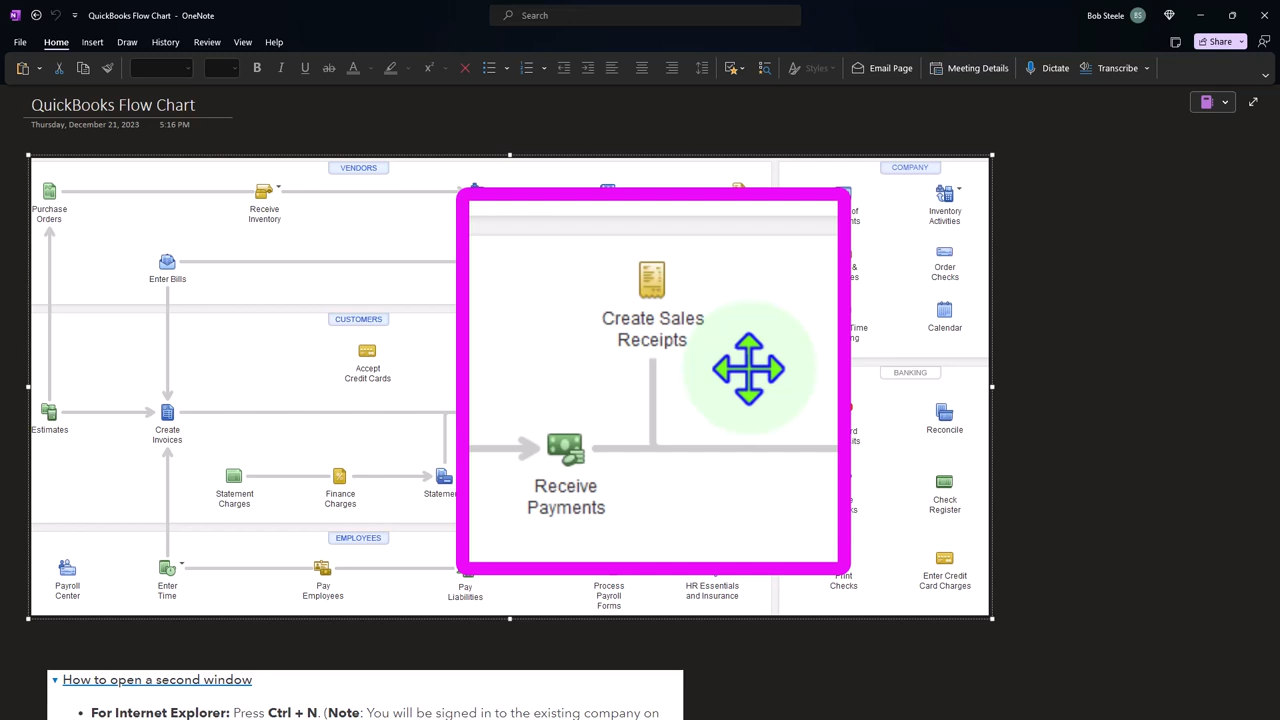 QuickBooks Flow Chart - OneNote
Search
Bob Steele
BS
File
Home
Insert
Draw
History
Review
View
Help
Share
Email Page
Meeting Details
Styles
Dictate
Transcribe
QuickBooks Flow Chart
Thursday, December 21, 2023
5:16 PM
VENDORS
COMPANY
Purchase
Orders
Receive
Inventory
Inventory
Activities
Enter Bills
Order
Checks
Calendar
CUSTOMERS
Accept
Credit Cards
Create Sales
Receipts
BANKING
Estimates
Create
Invoices
Reconcile
Receive
Payments
Statement
Charges
Finance
Charges
Check
Register
EMPLOYEES
Payroll
Center
Enter
Time
Pay
Employees
Pay
Liabilities
Process
Payroll
Forms
HR Essentials
and Insurance
Print
Checks
Enter Credit
Card Charges
How to open a second window
• For Internet Explorer: Press Ctrl + N. (Note: You will be signed in to the existing company on